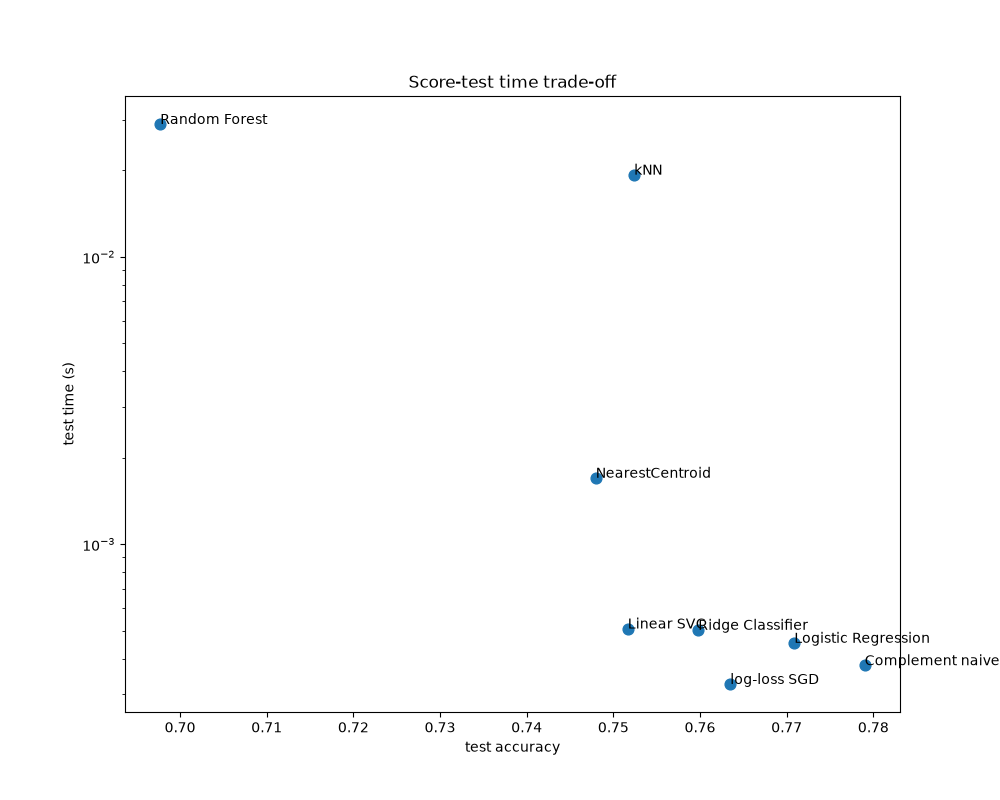 Score-test time trade-off
Random Forest
kNN
10⁻²
test time (s)
NearestCentroid
10⁻³
Linear SVC
Ridge Classifier
Logistic Regression
Complement naive
log-loss SGD
0.70 0.71 0.72 0.73 0.74 0.75 0.76 0.77 0.78
test accuracy